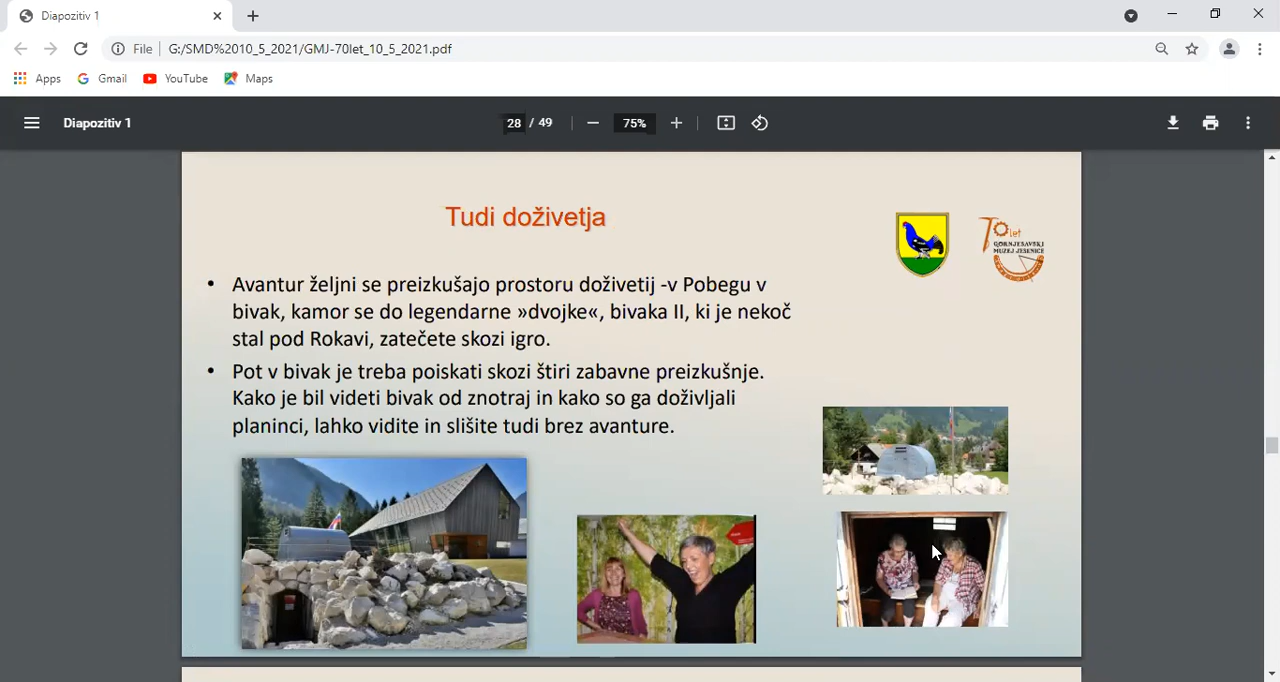 Diapozitiv 1
File G:/SMD%2010_5_2021/GMJ-70let_10_5_2021.pdf
Apps Gmail YouTube Maps
Diapozitiv 1 28 / 49 75%
Tudi doživetja
70 let
GORNJESAVSKI
MUZEJ JESENICE
• Avantur željni se preizkušajo prostoru doživetij -v Pobegu v
bivak, kamor se do legendarne »dvojke«, bivaka II, ki je nekoč
stal pod Rokavi, zatečete skozi igro.
• Pot v bivak je treba poiskati skozi štiri zabavne preizkušnje.
Kako je bil videti bivak od znotraj in kako so ga doživljali
planinci, lahko vidite in slišite tudi brez avanture.